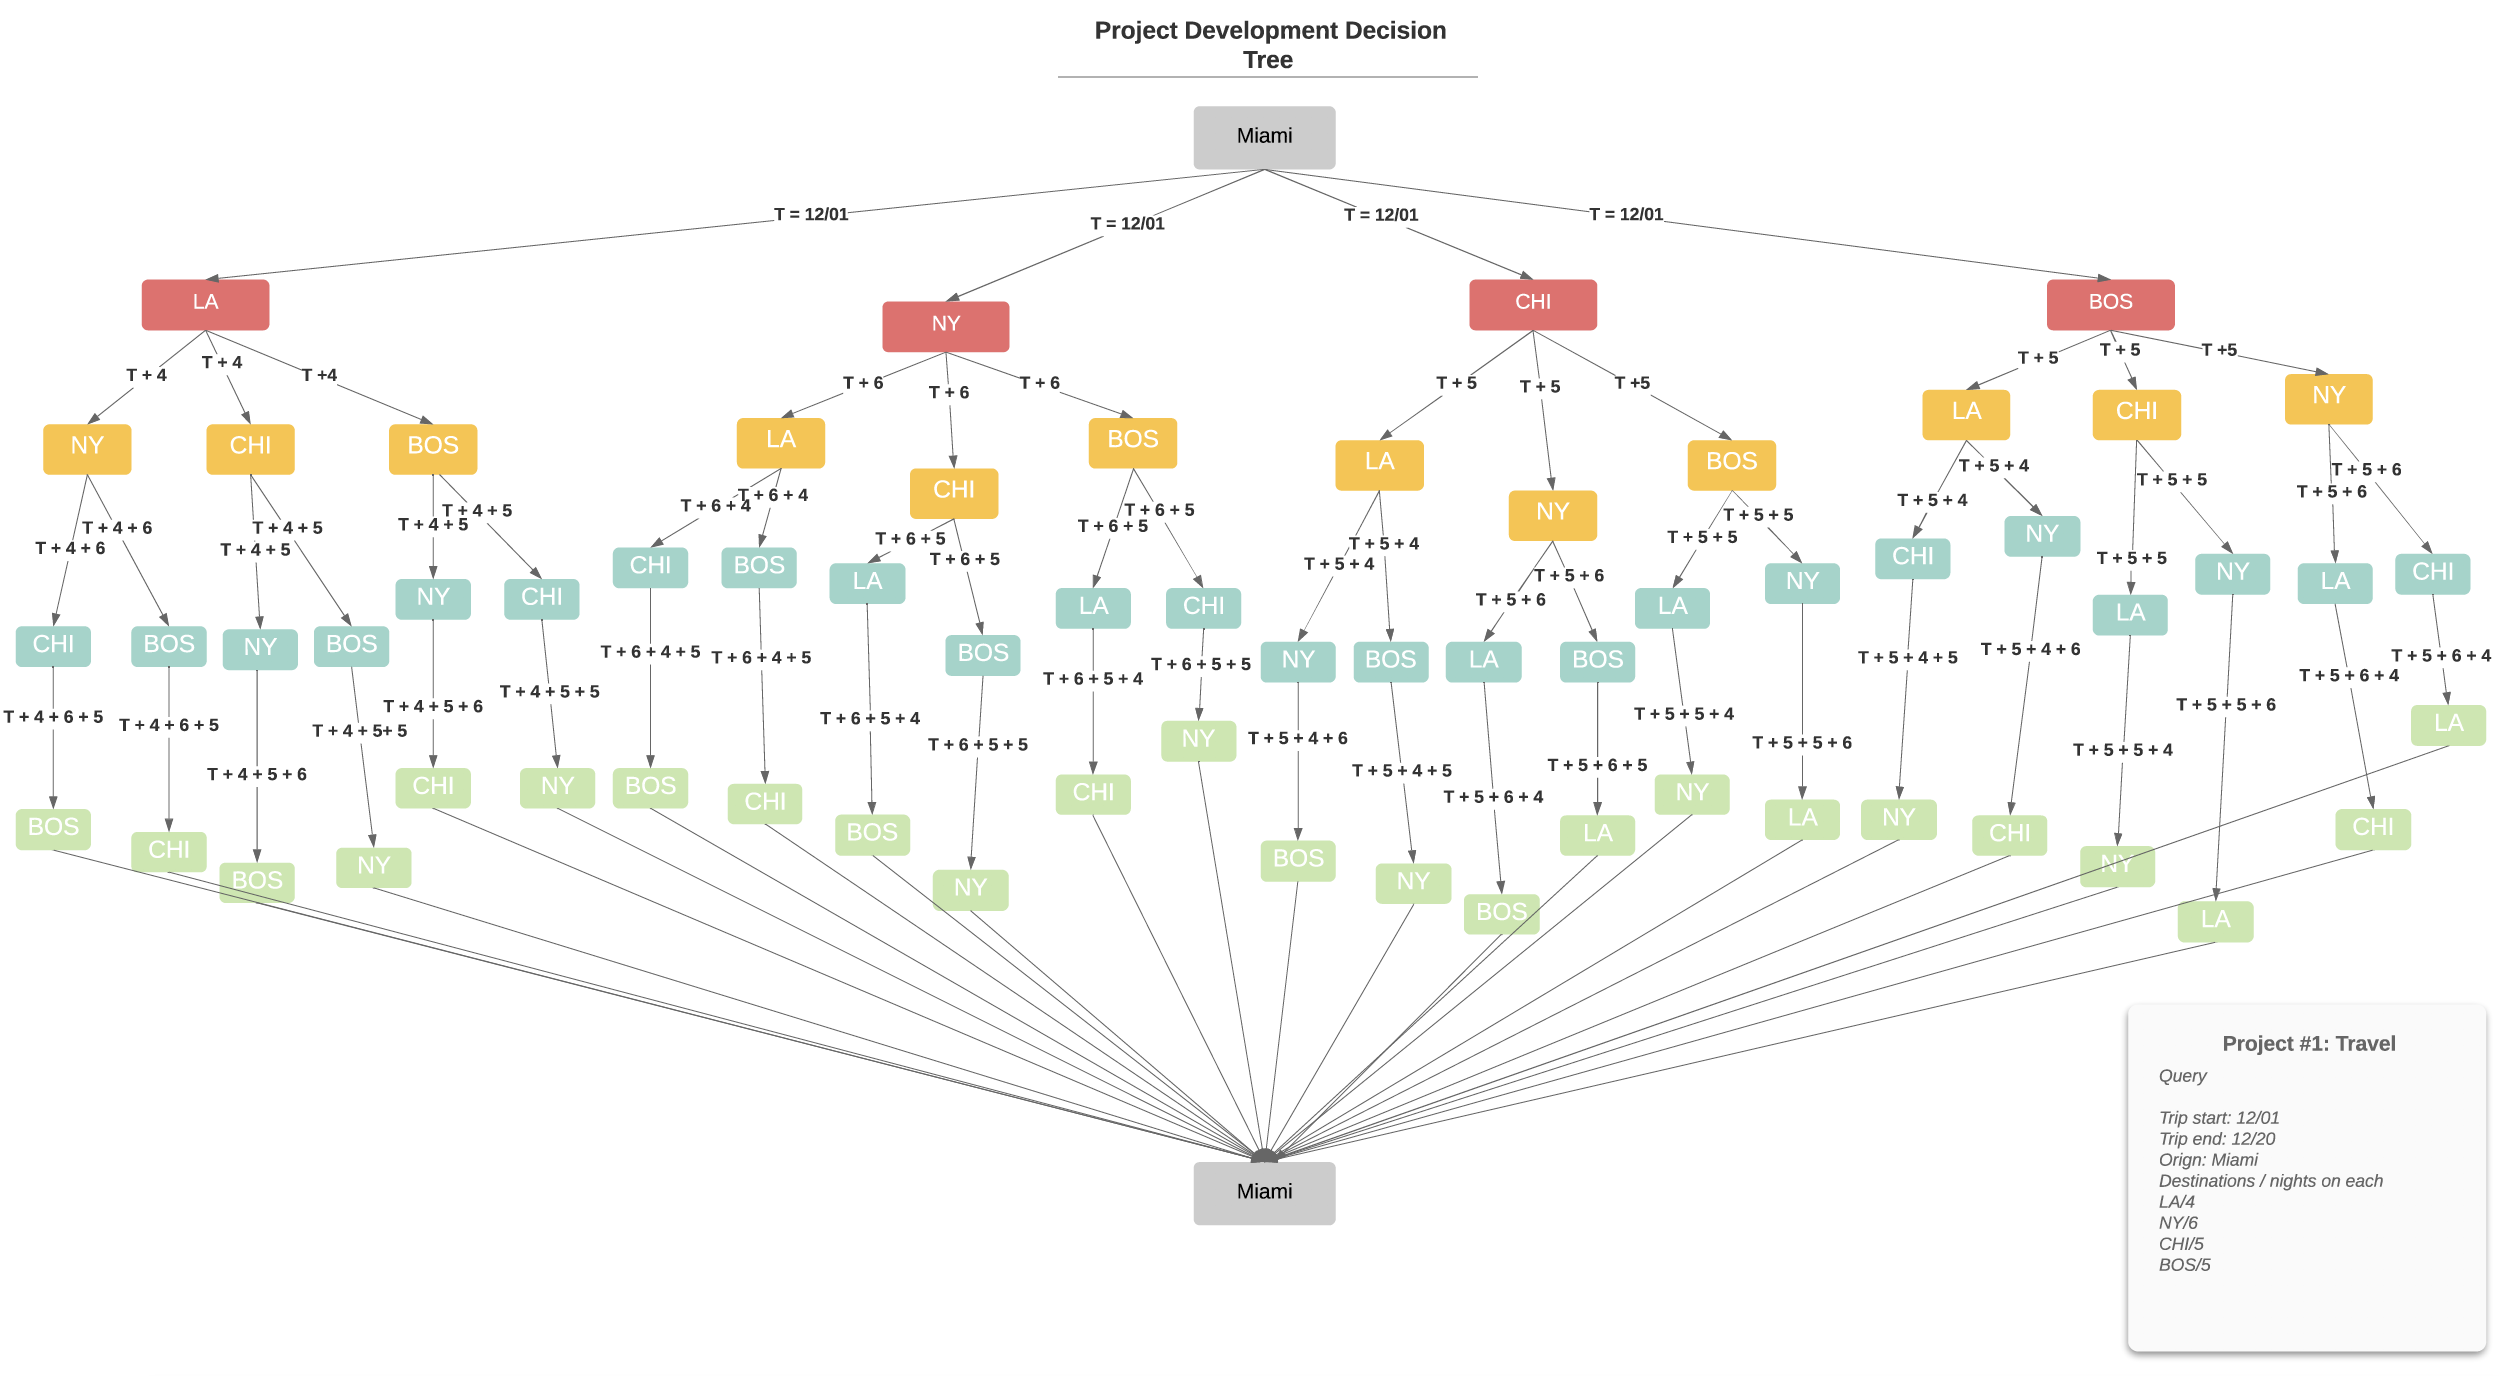 Project Development Decision
Tree
Miami
T = 12/01
T = 12/01
T = 12/01
T = 12/01
LA
NY
CHI
BOS
T + 4
T + 4
T +4
T + 6
T + 6
T + 6
T + 5
T + 5
T +5
T + 5
T + 5
T +5
NY
CHI
BOS
LA
CHI
BOS
LA
NY
BOS
LA
CHI
NY
T + 4 + 6
T + 4 + 6
T + 4 + 5
T + 4 + 5
T + 4 + 5
T + 4 + 5
T + 6 + 4
T + 6 + 4
T + 6 + 5
T + 6 + 5
T + 6 + 5
T + 6 + 5
T + 5 + 4
T + 5 + 4
T + 5 + 6
T + 5 + 6
T + 5 + 5
T + 5 + 5
T + 5 + 4
T + 5 + 4
T + 5 + 5
T + 5 + 5
T + 5 + 6
T + 5 + 6
CHI
BOS
NY
BOS
NY
CHI
CHI
BOS
LA
BOS
LA
CHI
NY
BOS
LA
BOS
LA
NY
CHI
NY
LA
NY
LA
CHI
T + 4 + 6 + 5
T + 4 + 6 + 5
T + 4 + 5 + 6
T + 4 + 5+ 5
T + 4 + 5 + 6
T + 4 + 5 + 5
T + 6 + 4 + 5
T + 6 + 4 + 5
T + 6 + 5 + 4
T + 6 + 5 + 5
T + 6 + 5 + 4
T + 6 + 5 + 5
T + 5 + 4 + 6
T + 5 + 4 + 5
T + 5 + 6 + 4
T + 5 + 6 + 5
T + 5 + 5 + 4
T + 5 + 5 + 6
T + 5 + 4 + 5
T + 5 + 4 + 6
T + 5 + 5 + 4
T + 5 + 5 + 6
T + 5 + 6 + 4
T + 5 + 6 + 4
BOS
CHI
BOS
NY
CHI
NY
BOS
CHI
BOS
NY
CHI
NY
BOS
NY
BOS
LA
NY
LA
NY
CHI
NY
LA
CHI
LA
Miami
Project #1: Travel
Query
Trip start: 12/01
Trip end: 12/20
Orign: Miami
Destinations / nights on each
LA/4
NY/6
CHI/5
BOS/5